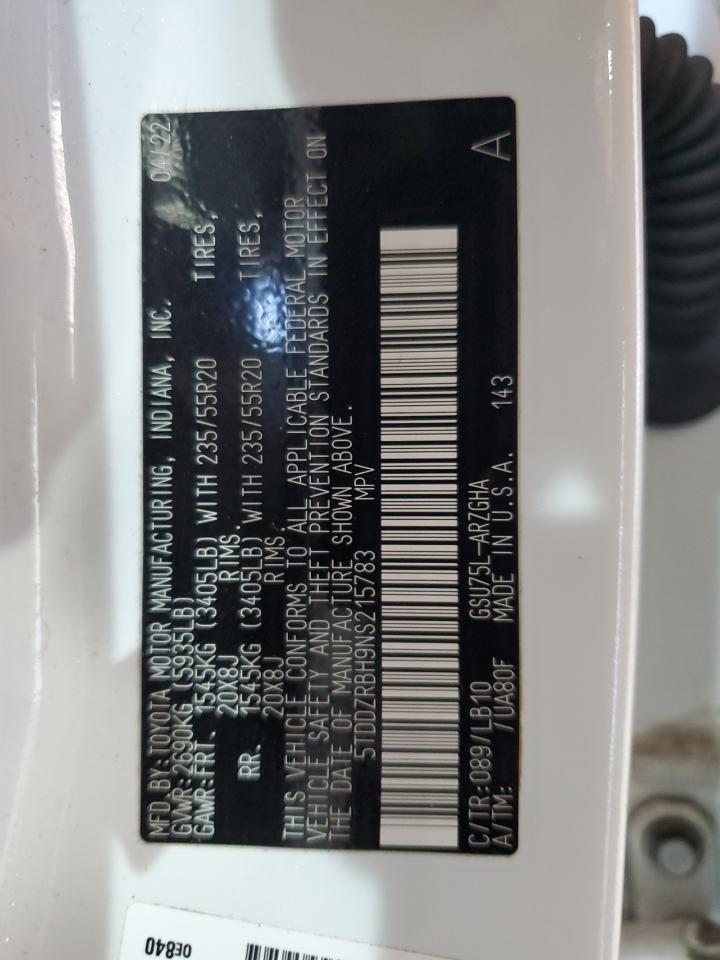 MFD BY:TOYOTA MOTOR MANUFACTURING, INDIANA, INC. 04/22
GVWR:2690KG (5935LB)
GAWR:FRT. 1545KG (3405LB) WITH 235/55R20 TIRES,
20X8J RIMS.
RR. 1545KG (3405LB) WITH 235/55R20 TIRES,
20X8J RIMS.
THIS VEHICLE CONFORMS TO ALL APPLICABLE FEDERAL MOTOR
VEHICLE SAFETY AND THEFT PREVENTION STANDARDS IN EFFECT ON
THE DATE OF MANUFACTURE SHOWN ABOVE.
5TDDZRBH9NS215783 MPV
C/TR:089/LB10 GSU75L-ARZGHA A
A/TM: /UA80F MADE IN U.S.A. 143
0E840